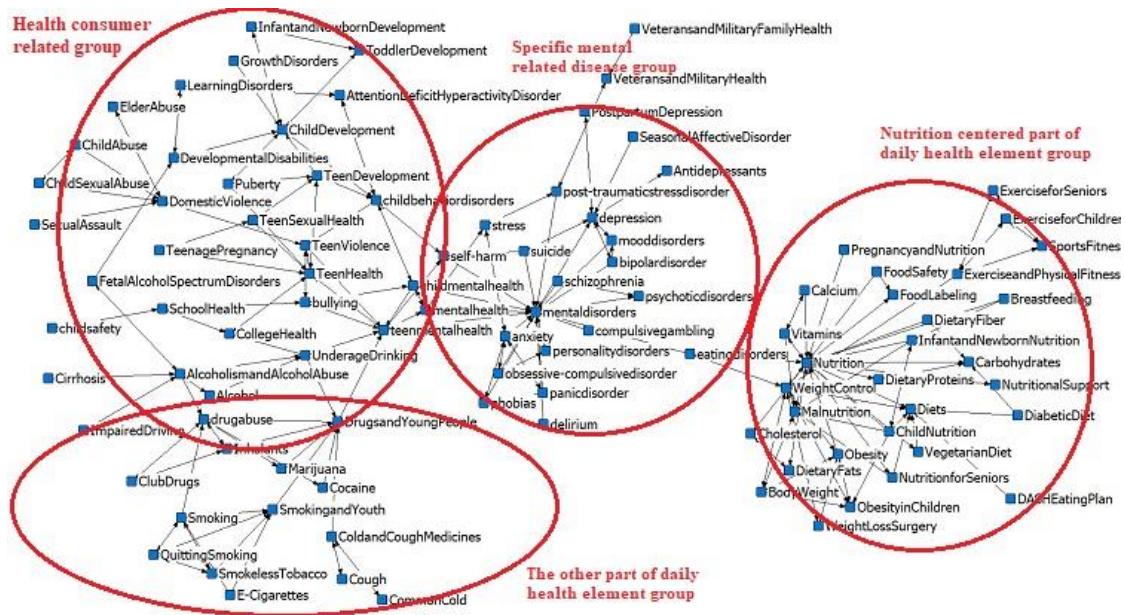 Health consumer
related group
InfantandNewbornDevelopment
ToddlerDevelopment
GrowthDisorders
LearningDisorders
AttentionDeficitHyperactivityDisorder
ElderAbuse
ChildDevelopment
ChildAbuse
DevelopmentalDisabilities
ChildSexualAbuse
Puberty
TeenDevelopment
DomesticViolence
childbehaviordisorders
SexualAssault
TeenSexualHealth
TeenagePregnancy
TeenViolence
TeenHealth
FetalAlcoholSpectrumDisorders
bullying
SchoolHealth
childsafety
CollegeHealth
UnderageDrinking
AlcoholismandAlcoholAbuse
Cirrhosis
Alcohol
childmentalhealth
mentalhealth
teenmentalhealth
self-harm
Specific mental
related disease group
VeteransandMilitaryFamilyHealth
VeteransandMilitaryHealth
PostpartumDepression
SeasonalAffectiveDisorder
Antidepressants
post-traumaticstressdisorder
stress
depression
suicide
mooddisorders
bipolardisorder
schizophrenia
psychoticdisorders
mentaldisorders
compulsivegambling
anxiety
personalitydisorders
eatingdisorders
obsessive-compulsivedisorder
panicdisorder
phobias
delirium
Nutrition centered part of
daily health element group
ExerciseforSeniors
ExerciseforChildren
SportsFitness
PregnancyandNutrition
FoodSafety
ExerciseandPhysicalFitness
Calcium
FoodLabeling
Breastfeeding
DietaryFiber
Vitamins
InfantandNewbornNutrition
Nutrition
Carbohydrates
DietaryProteins
NutritionalSupport
WeightControl
Malnutrition
Diets
DiabeticDiet
Cholesterol
ChildNutrition
Obesity
VegetarianDiet
DietaryFats
NutritionforSeniors
BodyWeight
DASHEatingPlan
ObesityinChildren
WeightLossSurgery
drugabuse
DrugsandYoungPeople
ImpairedDriving
Inhalants
Marijuana
ClubDrugs
Cocaine
Smoking
SmokingandYouth
ColdandCoughMedicines
QuittingSmoking
SmokelessTobacco
Cough
E-Cigarettes
CommonCold
The other part of daily
health element group